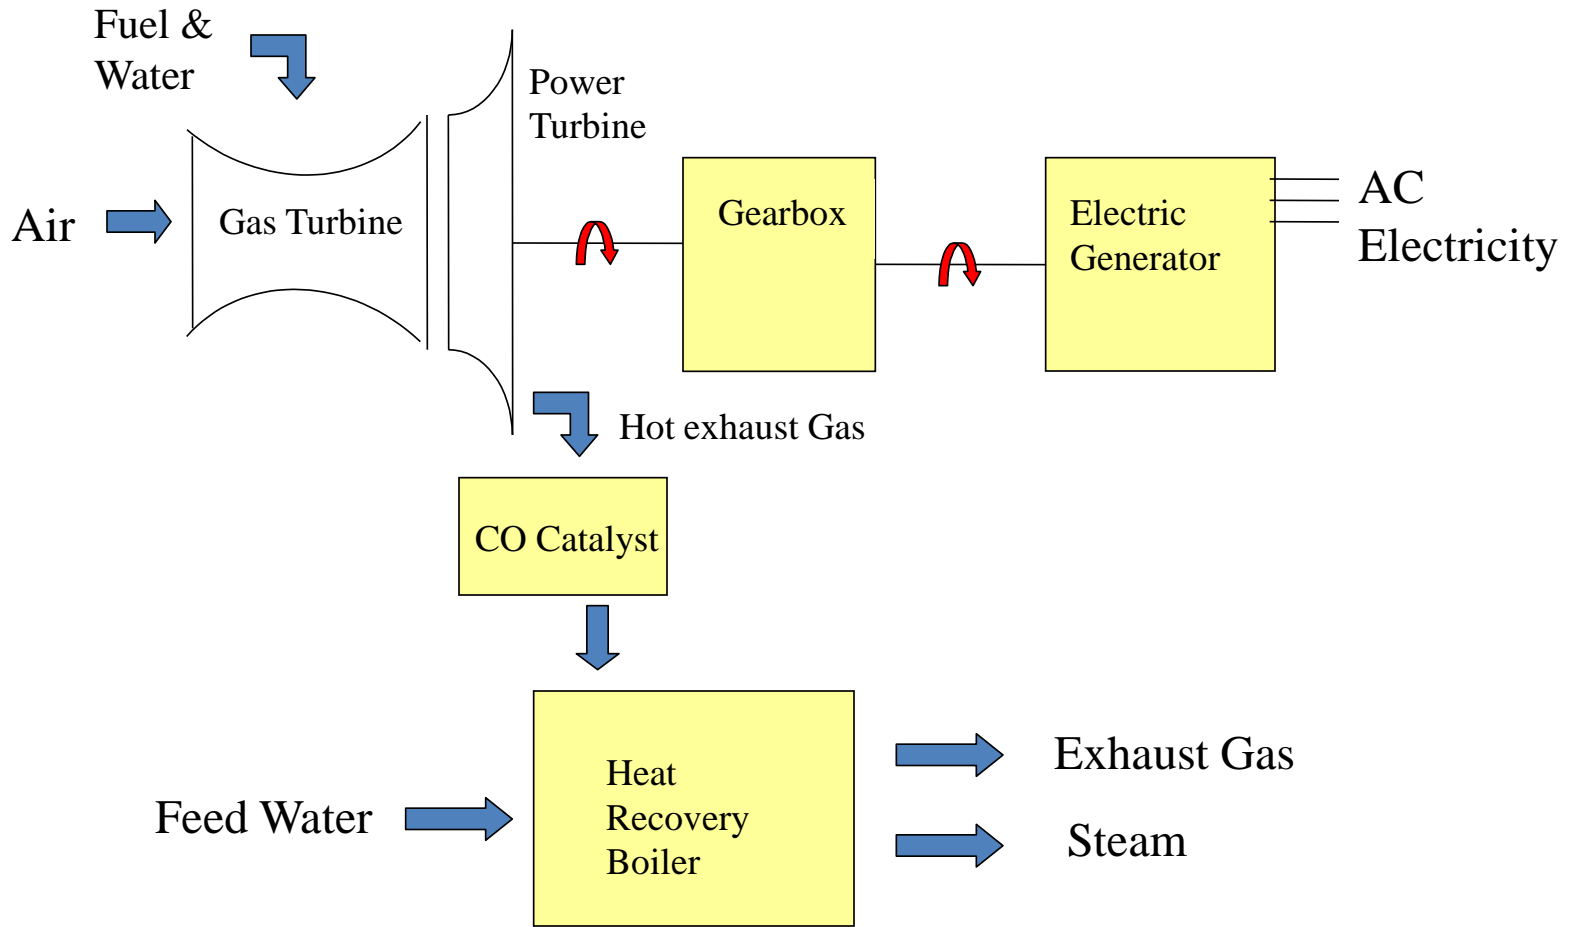 Fuel &
Water
Power
Turbine
Air
Gas Turbine
Gearbox
Electric
Generator
AC
Electricity
Hot exhaust Gas
CO Catalyst
Feed Water
Heat
Recovery
Boiler
Exhaust Gas
Steam